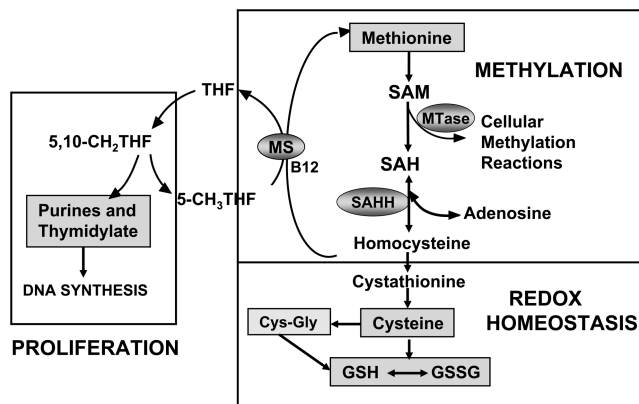 Methionine
METHYLATION
THF
SAM
MTase
Cellular
Methylation
Reactions
5,10-CH₂THF
MS
B12
SAH
5-CH₃THF
SAHH
Adenosine
Purines and
Thymidylate
Homocysteine
DNA SYNTHESIS
Cystathionine
REDOX
HOMEOSTASIS
Cys-Gly
Cysteine
PROLIFERATION
GSH
GSSG